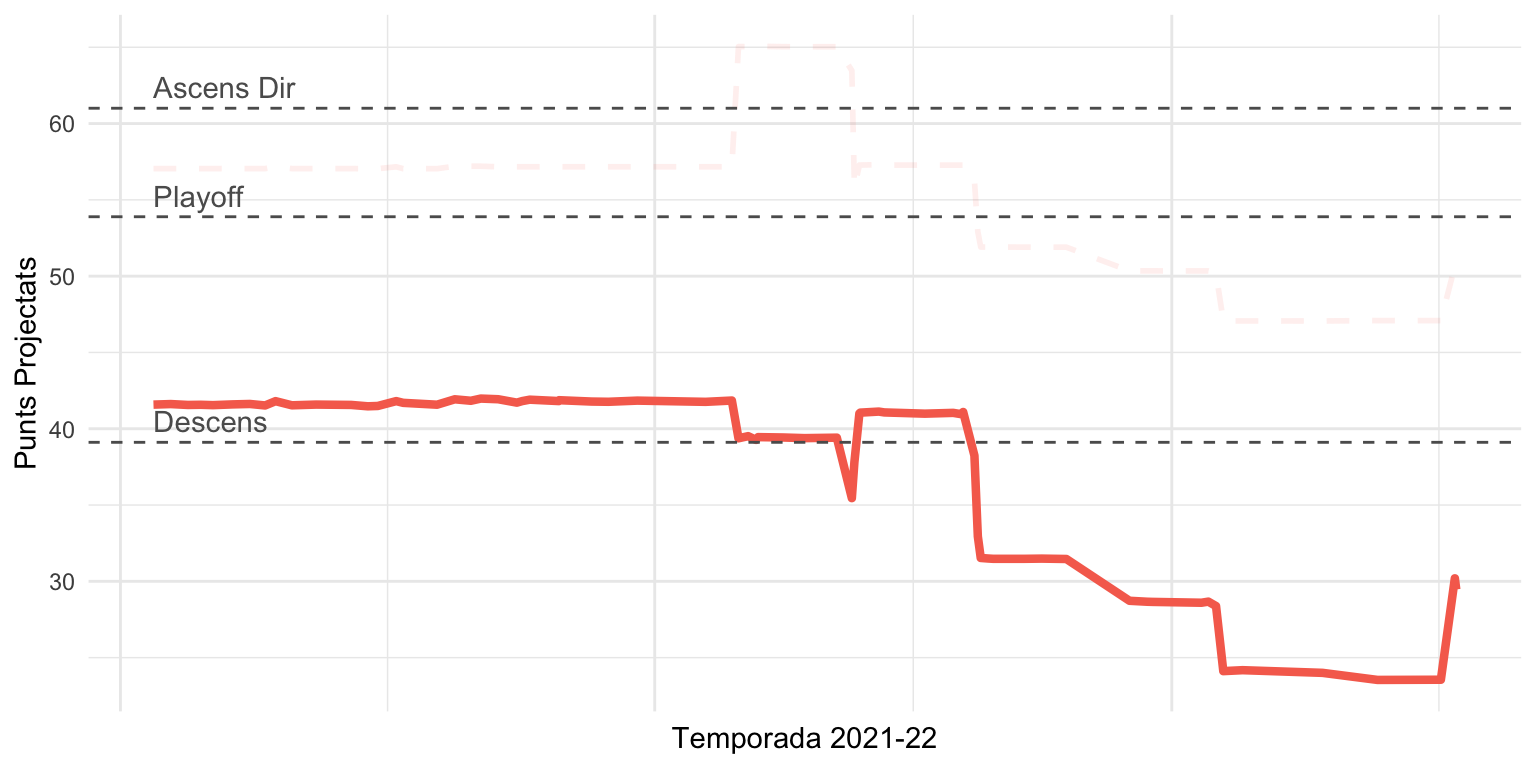 Ascens Dir
60
Playoff
50
Descens
40
30
Punts Projectats
Temporada 2021-22